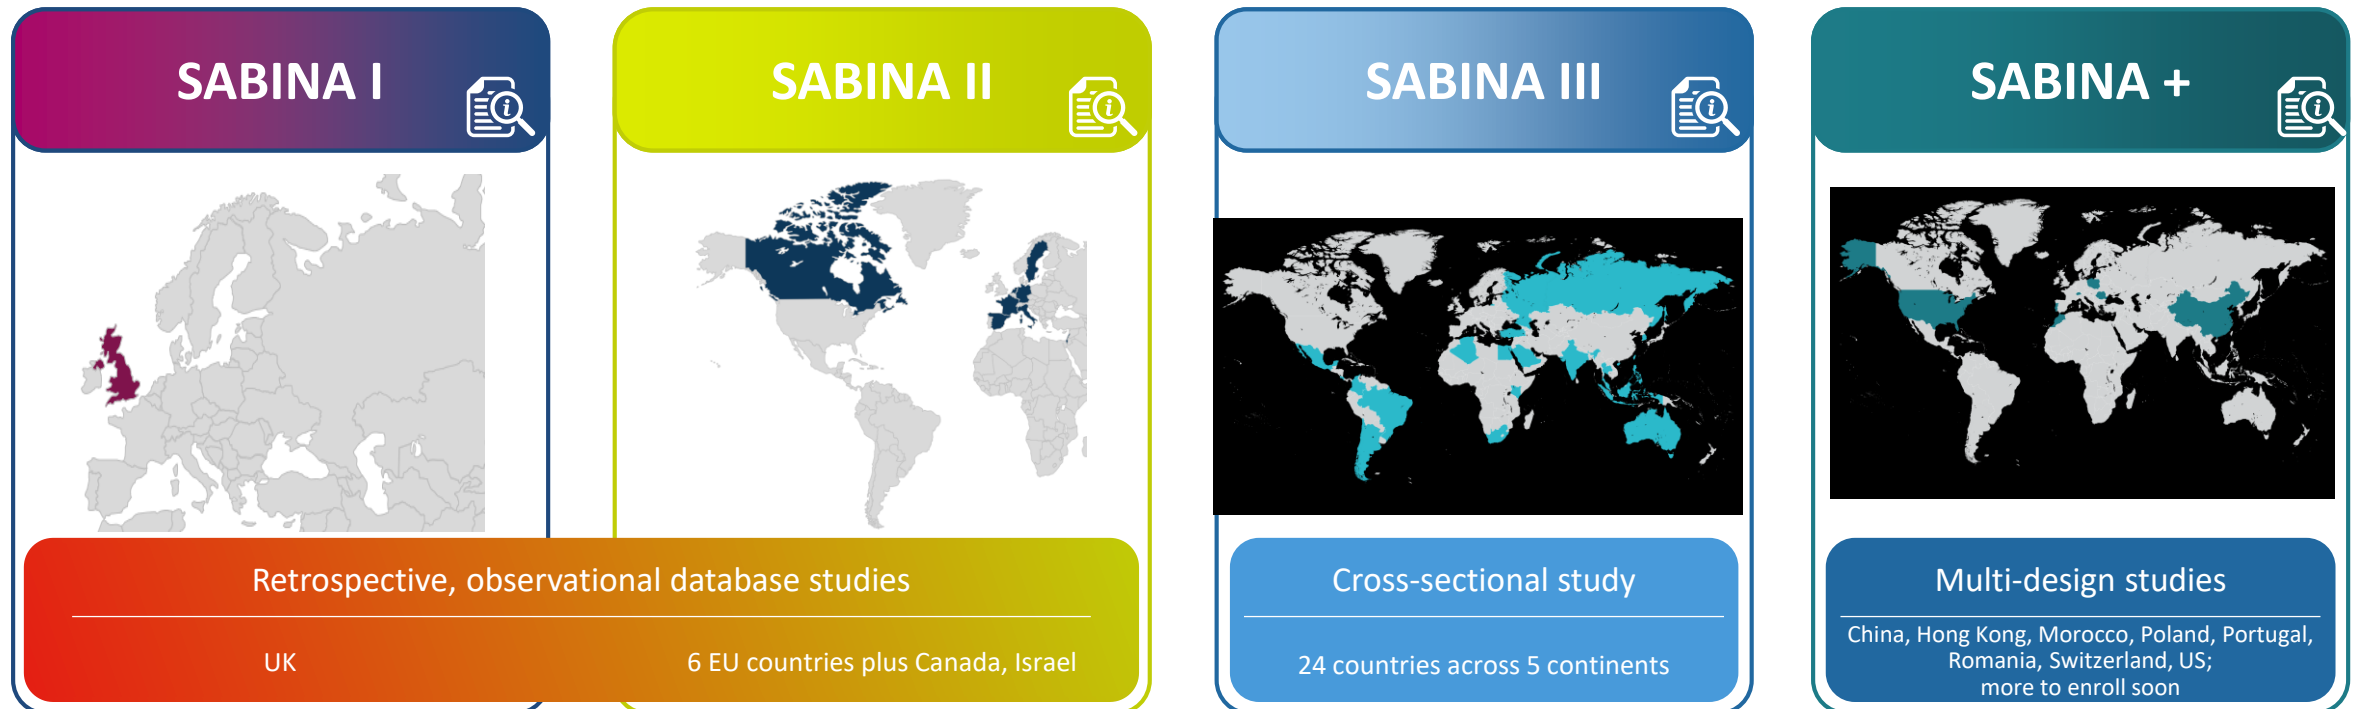 SABINA I
SABINA II
SABINA III
SABINA +
Retrospective, observational database studies
UK
6 EU countries plus Canada, Israel
Cross-sectional study
24 countries across 5 continents
Multi-design studies
China, Hong Kong, Morocco, Poland, Portugal,
Romania, Switzerland, US;
more to enroll soon